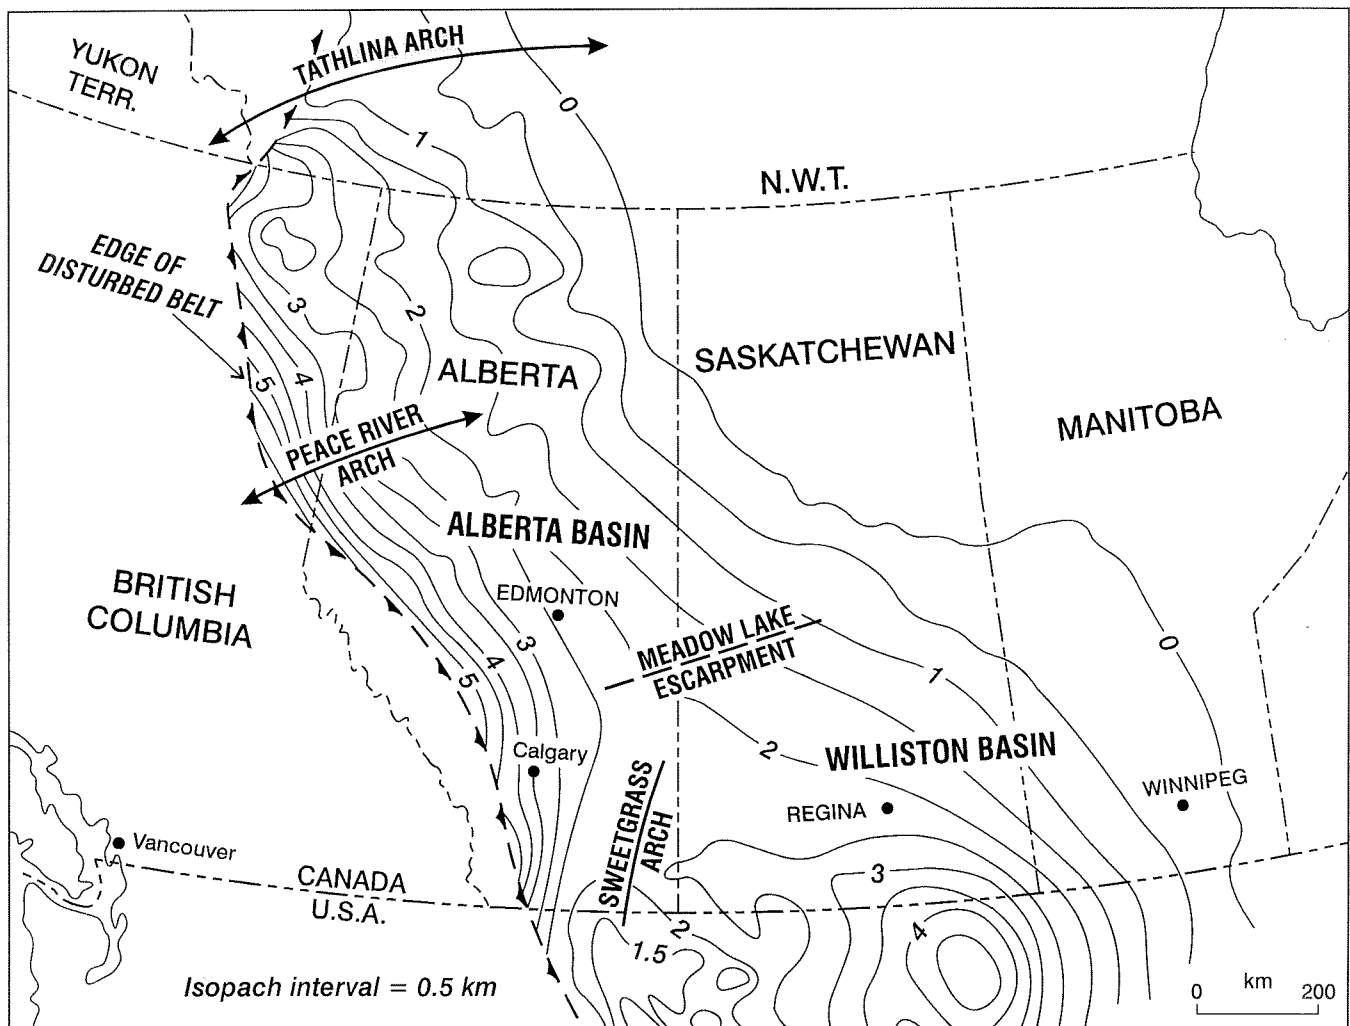 YUKON
TERR.
TATHLINA ARCH
0
1
N.W.T.
EDGE OF
DISTURBED BELT
3
2
ALBERTA
SASKATCHEWAN
MANITOBA
5
4
PEACE RIVER
ARCH
ALBERTA BASIN
BRITISH
COLUMBIA
EDMONTON
MEADOW LAKE
ESCARPMENT
3
4
5
0
1
2
WILLISTON BASIN
Calgary
SWEETGRASS
ARCH
REGINA
WINNIPEG
Vancouver
CANADA
U.S.A.
3
2
4
1.5
Isopach interval = 0.5 km
km
0 200